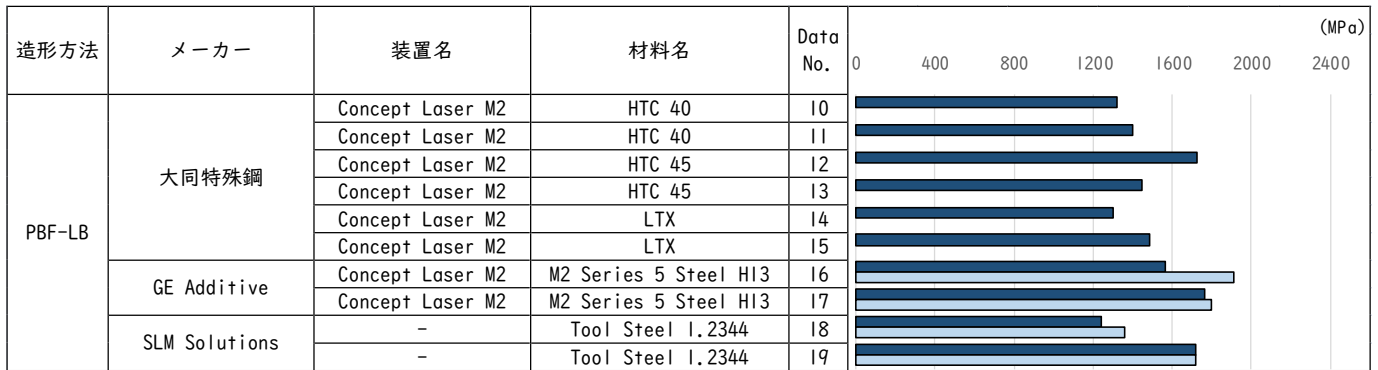 (MPa)
造形方法 メーカー 装置名 材料名 Data No. 0 400 800 1200 1600 2000 2400
PBF-LB 大同特殊鋼 Concept Laser M2 HTC 40 10
Concept Laser M2 HTC 40 11
Concept Laser M2 HTC 45 12
Concept Laser M2 HTC 45 13
Concept Laser M2 LTX 14
Concept Laser M2 LTX 15
GE Additive Concept Laser M2 M2 Series 5 Steel H13 16
Concept Laser M2 M2 Series 5 Steel H13 17
SLM Solutions - Tool Steel 1.2344 18
- Tool Steel 1.2344 19